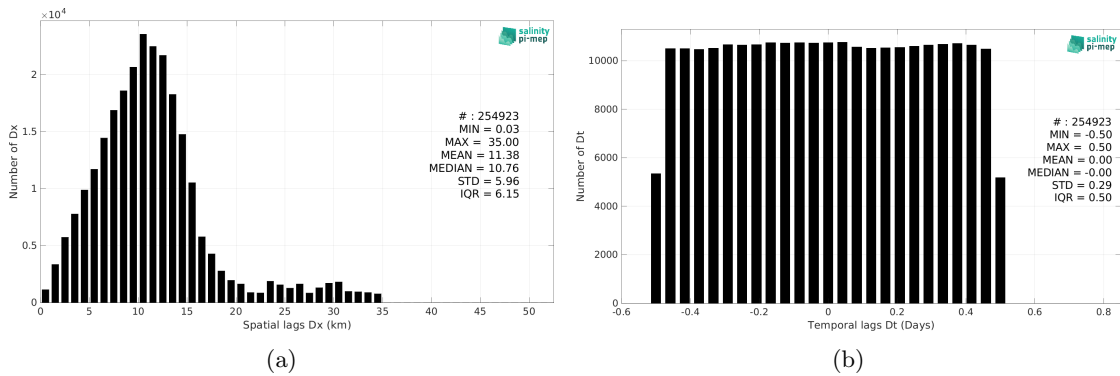 ×10⁴
salinity
pi-mep
2
1.5
1
0.5
0
Number of Dx
# : 254923
MIN = 0.03
MAX = 35.00
MEAN = 11.38
MEDIAN = 10.76
STD = 5.96
IQR = 6.15
0 5 10 15 20 25 30 35 40 45 50
Spatial lags Dx (km)
(a)
salinity
pi-mep
10000
8000
6000
4000
2000
0
Number of Dt
# : 254923
MIN = -0.50
MAX = 0.50
MEAN = 0.00
MEDIAN = -0.00
STD = 0.29
IQR = 0.50
-0.6 -0.4 -0.2 0 0.2 0.4 0.6 0.8
Temporal lags Dt (Days)
(b)